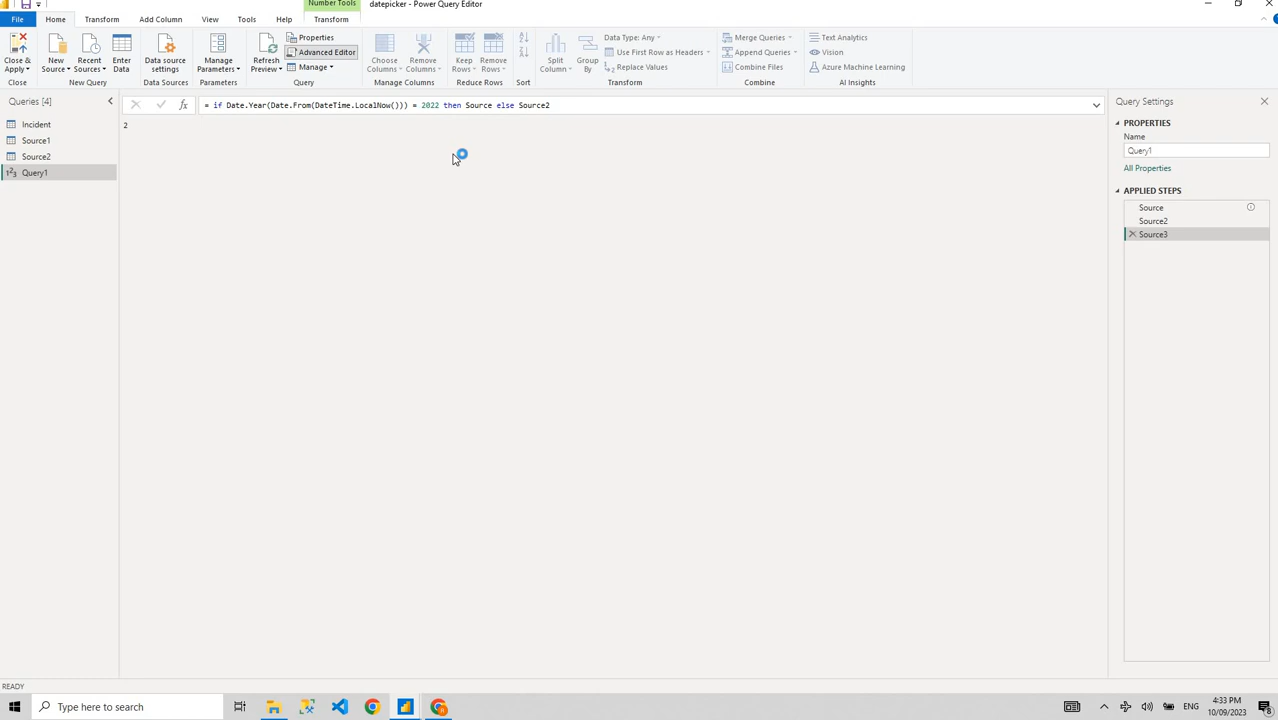 Number Tools
datepicker - Power Query Editor
File
Home
Transform
Add Column
View
Tools
Help
Transform
Close & Apply
New Source
Recent Sources
Enter Data
Data source settings
Manage Parameters
Refresh Preview
Properties
Advanced Editor
Manage
Choose Columns
Remove Columns
Keep Rows
Remove Rows
Split Column
Group By
Data Type: Any
Use First Row as Headers
Replace Values
Merge Queries
Append Queries
Combine Files
Text Analytics
Vision
Azure Machine Learning
Close
New Query
Data Sources
Parameters
Query
Manage Columns
Reduce Rows
Sort
Transform
Combine
AI Insights
Queries [4]
Incident
Source1
Source2
1²3 Query1
fx
= if Date.Year(Date.From(DateTime.LocalNow())) = 2022 then Source else Source2
2
Query Settings
PROPERTIES
Name
Query1
All Properties
APPLIED STEPS
Source
Source2
Source3
READY
Type here to search
4:33 PM
10/09/2023